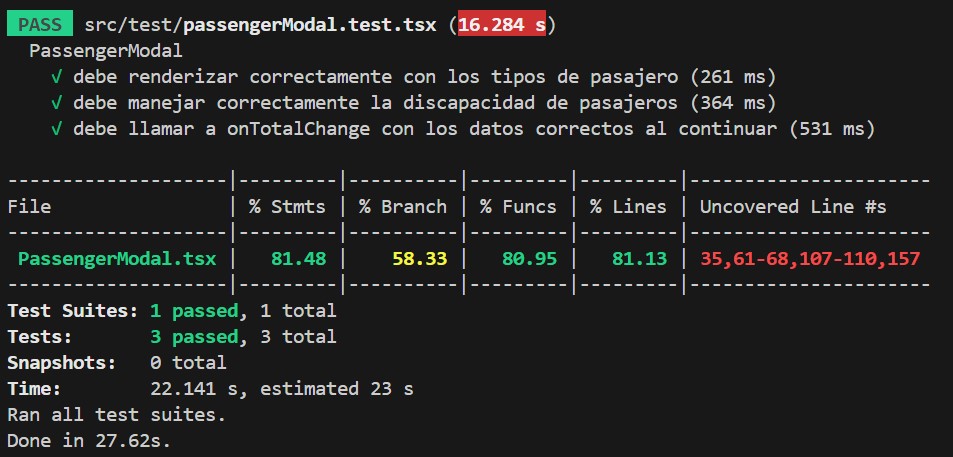 PASS src/test/passengerModal.test.tsx (16.284 s)
PassengerModal
√ debe renderizar correctamente con los tipos de pasajero (261 ms)
√ debe manejar correctamente la discapacidad de pasajeros (364 ms)
√ debe llamar a onTotalChange con los datos correctos al continuar (531 ms)
--------------------|---------|----------|---------|---------|----------------------
File | % Stmts | % Branch | % Funcs | % Lines | Uncovered Line #s
--------------------|---------|----------|---------|---------|----------------------
PassengerModal.tsx | 81.48 | 58.33 | 80.95 | 81.13 | 35,61-68,107-110,157
--------------------|---------|----------|---------|---------|----------------------
Test Suites: 1 passed, 1 total
Tests: 3 passed, 3 total
Snapshots: 0 total
Time: 22.141 s, estimated 23 s
Ran all test suites.
Done in 27.62s.